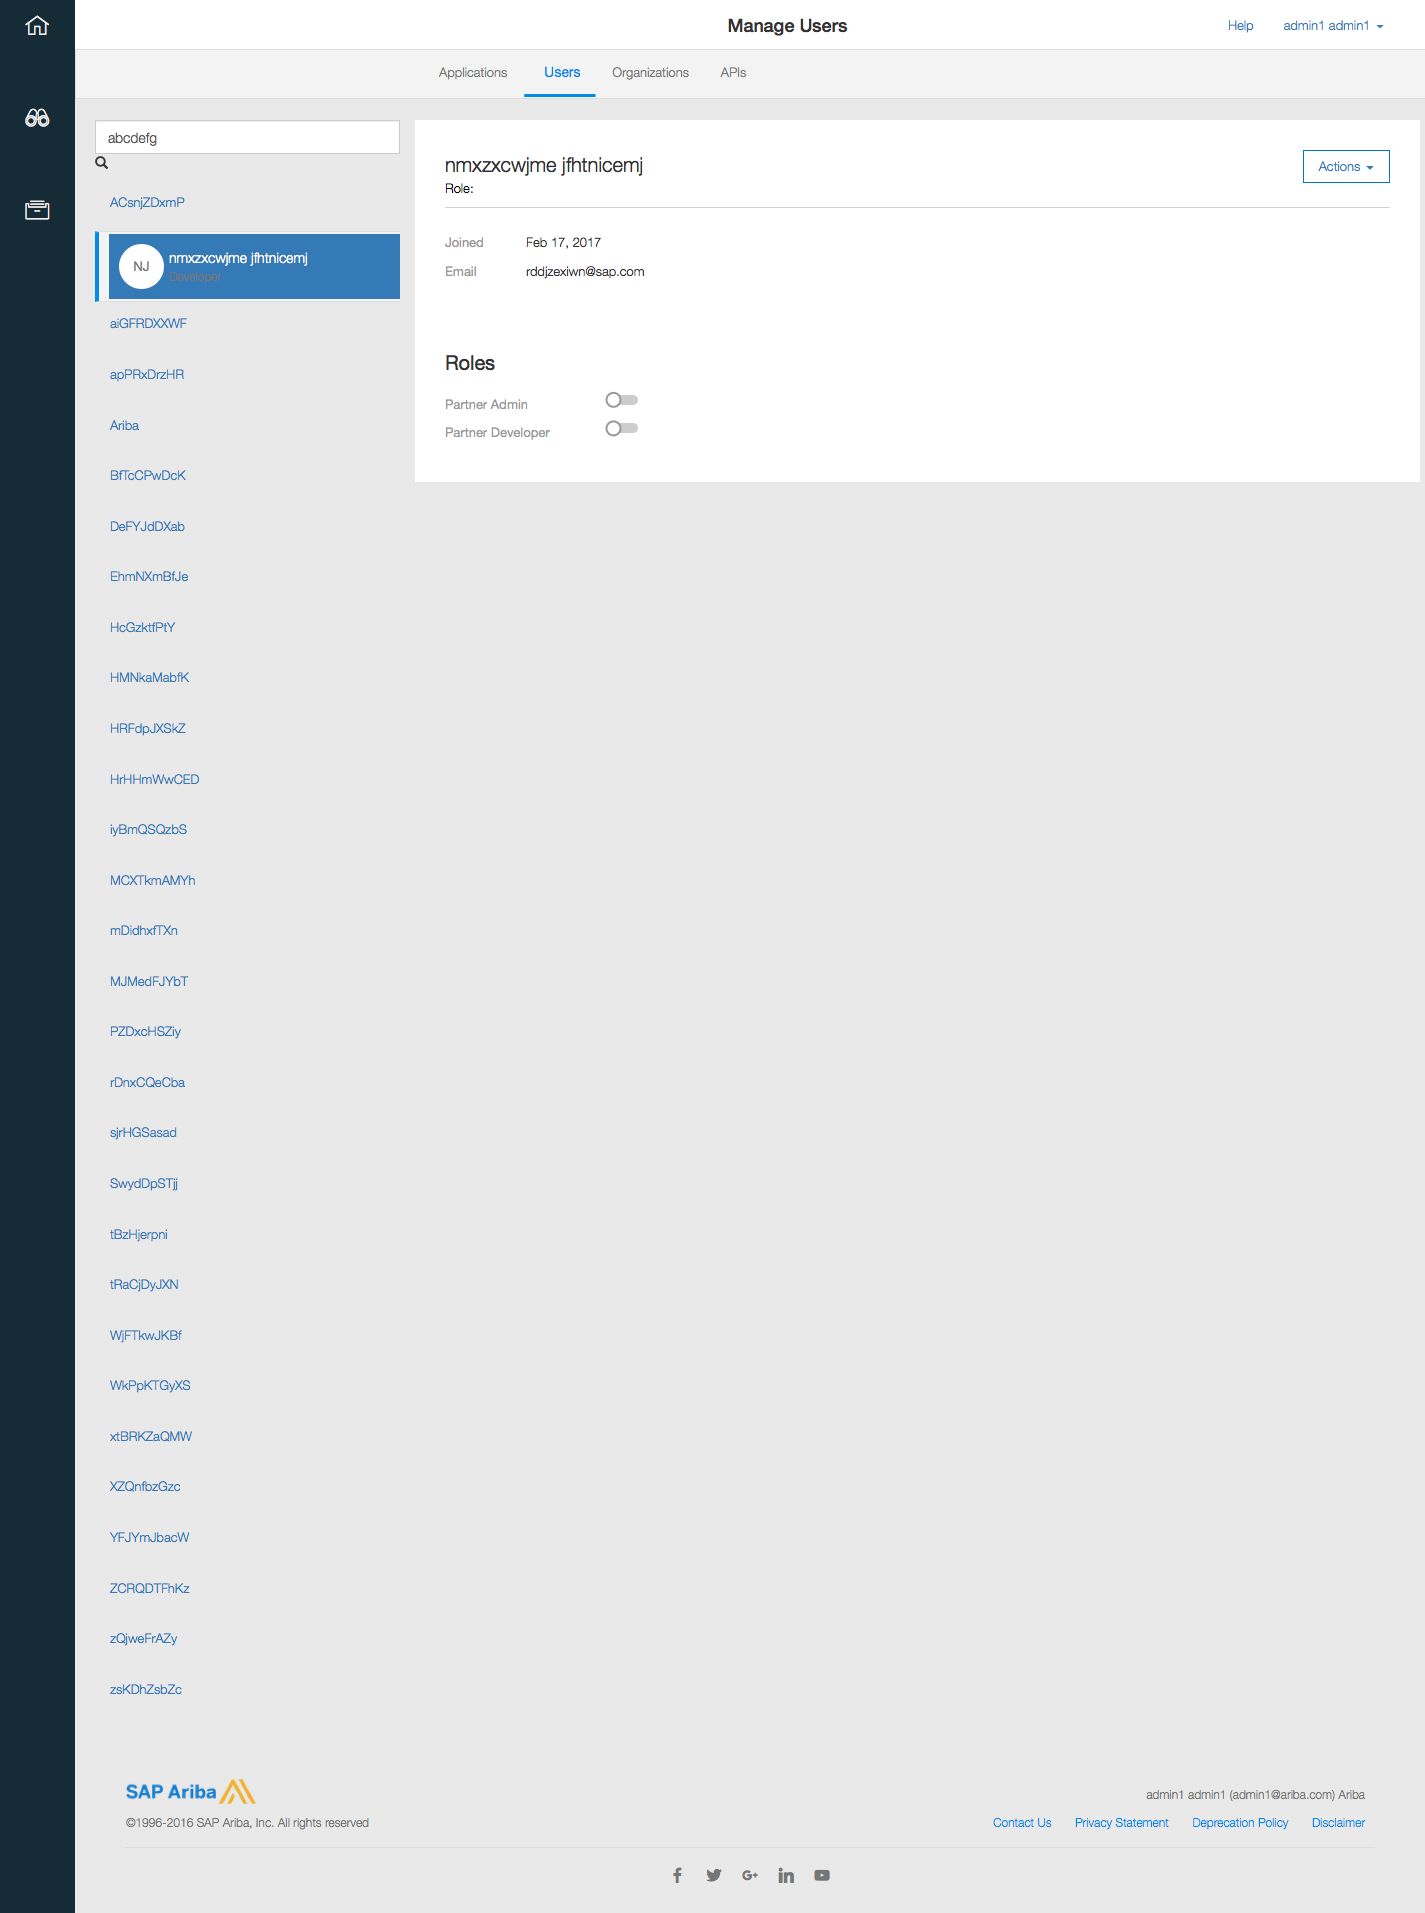 Manage Users
Help admin1 admin1
Applications Users Organizations APIs
abcdefg
ACsnjZDxmP
NJ
nmxzxcwjme jfhtnicemj
Developer
aiGFRDXXWF
apPRxDrzHR
Ariba
BfTcCPwDcK
DeFYJdDXab
EhmNXmBfJe
HcGzktfPtY
HMNkaMabfK
HRFdpJXSkZ
HrHHmWwCED
iyBmQSQzbS
MCXTkmAMYh
mDidhxfTXn
MJMedFJYbT
PZDxcHSZiy
rDnxCQeCba
sjrHGSasad
SwydDpSTjj
tBzHjerpni
tRaCjDyJXN
WjFTkwJKBf
WkPpKTGyXS
xtBRKZaQMW
XZQnfbzGzc
YFJYmJbacW
ZCRQDTFhKz
zQjweFrAZy
zsKDhZsbZc
nmxzxcwjme jfhtnicemj
Actions
Role:
Joined Feb 17, 2017
Email rddjzexiwn@sap.com
Roles
Partner Admin
Partner Developer
SAP Ariba
©1996-2016 SAP Ariba, Inc. All rights reserved
admin1 admin1 (admin1@ariba.com) Ariba
Contact Us Privacy Statement Deprecation Policy Disclaimer